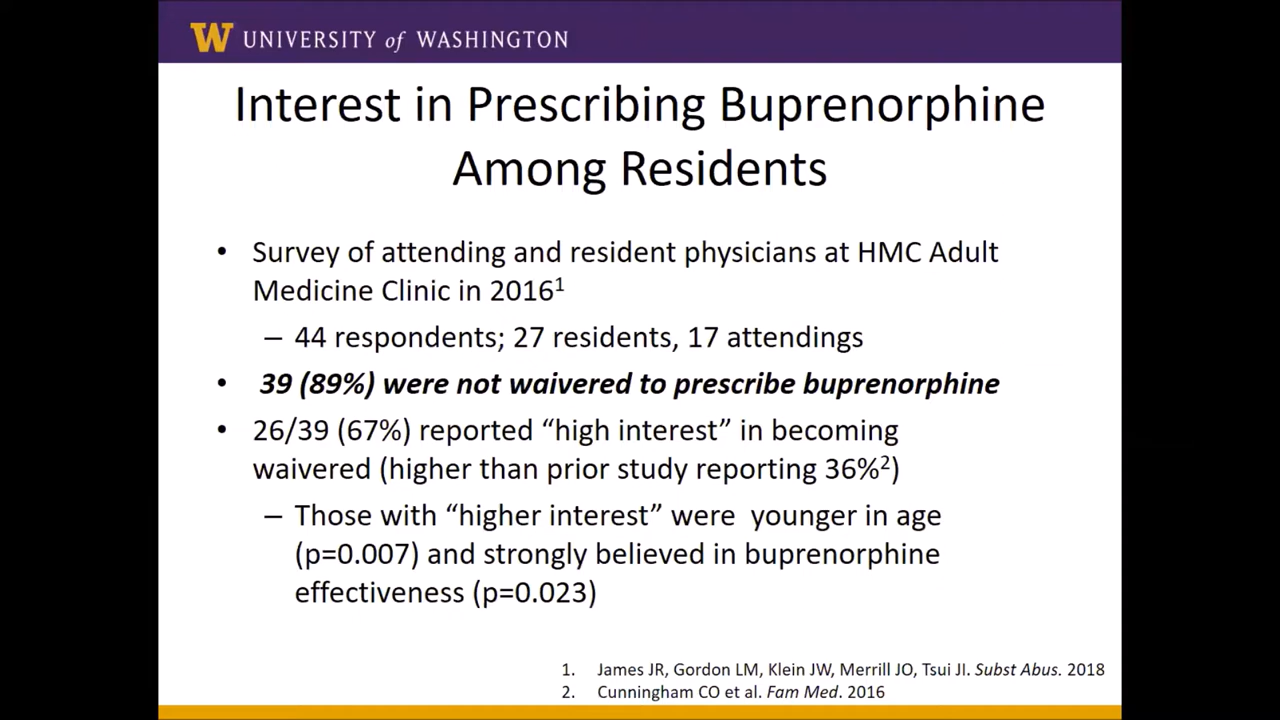 W UNIVERSITY of WASHINGTON
Interest in Prescribing Buprenorphine
Among Residents
• Survey of attending and resident physicians at HMC Adult
Medicine Clinic in 2016¹
– 44 respondents; 27 residents, 17 attendings
• 39 (89%) were not waivered to prescribe buprenorphine
• 26/39 (67%) reported “high interest” in becoming
waivered (higher than prior study reporting 36%²)
– Those with “higher interest” were younger in age
(p=0.007) and strongly believed in buprenorphine
effectiveness (p=0.023)
1. James JR, Gordon LM, Klein JW, Merrill JO, Tsui JI. Subst Abus. 2018
2. Cunningham CO et al. Fam Med. 2016